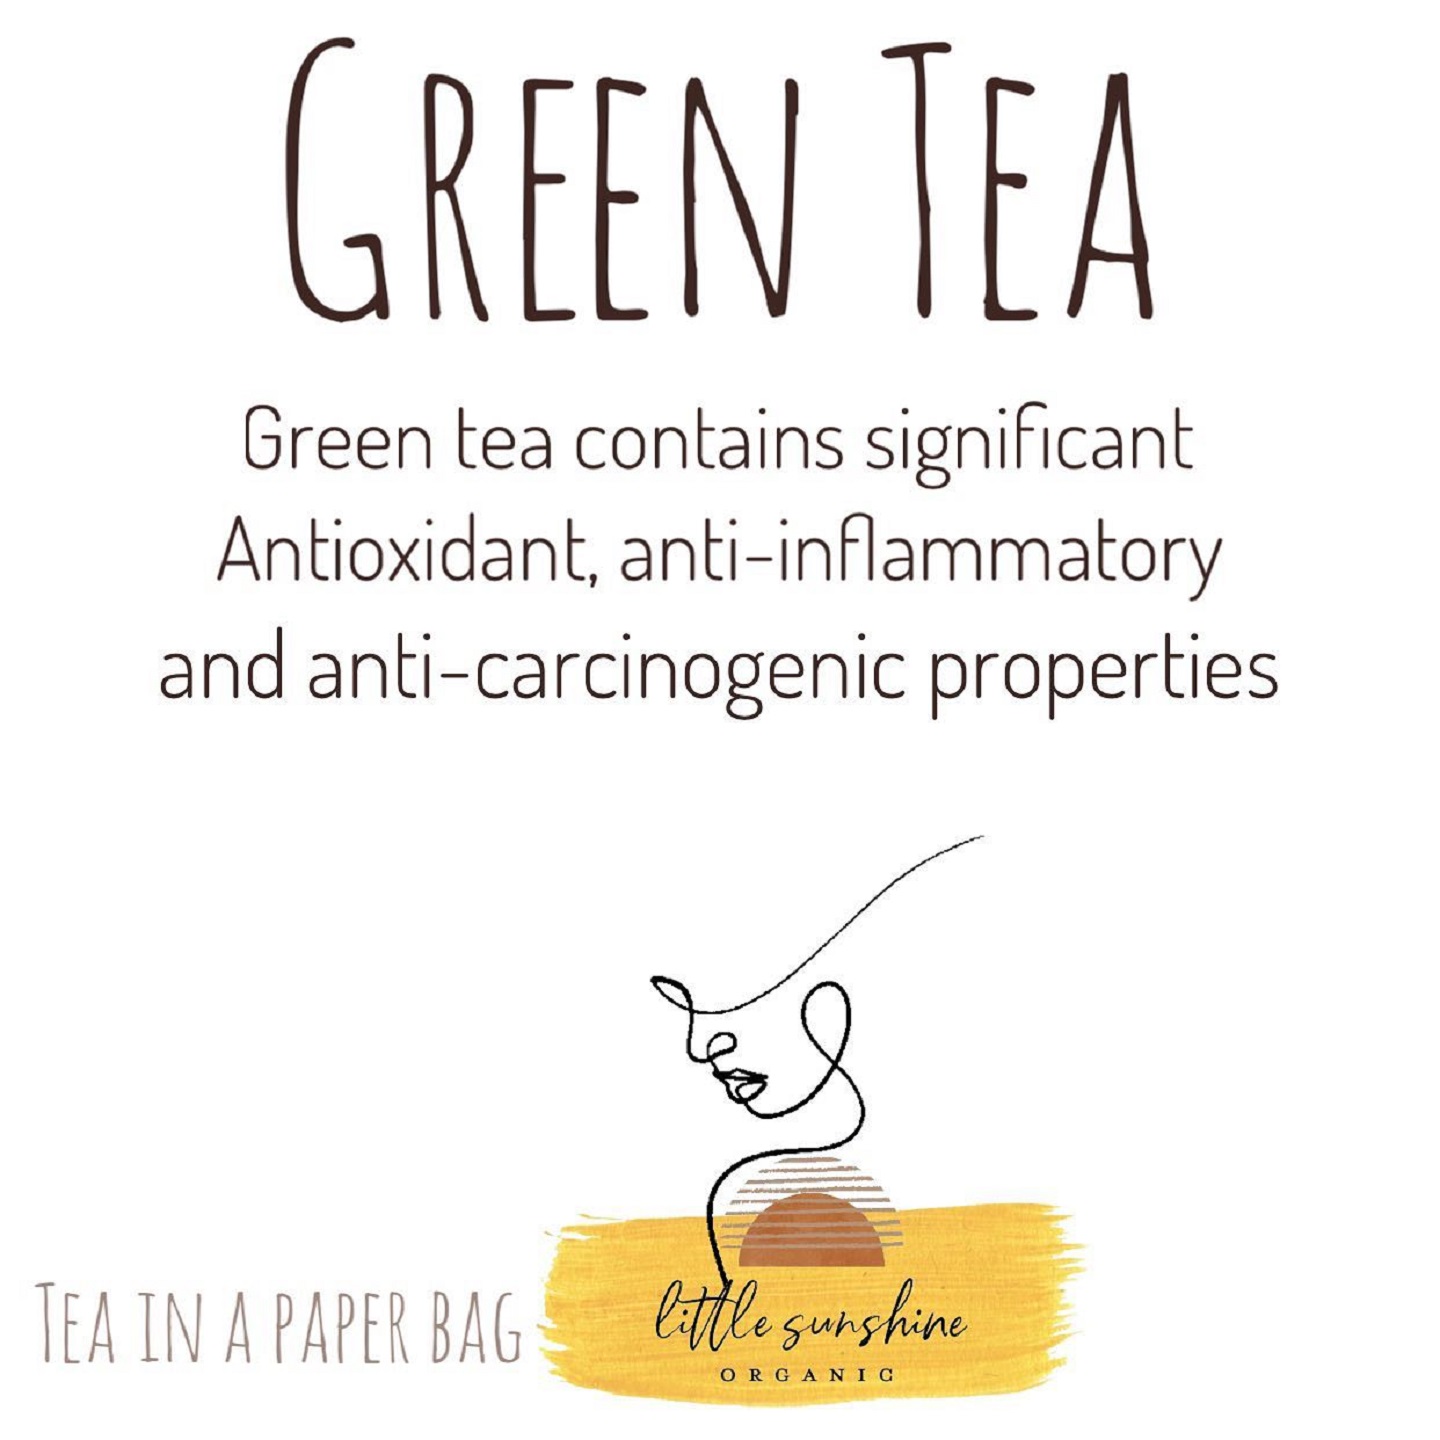 GREEN TEA
Green tea contains significant
Antioxidant, anti-inflammatory
and anti-carcinogenic properties
TEA IN A PAPER BAG
little sunshine
ORGANIC